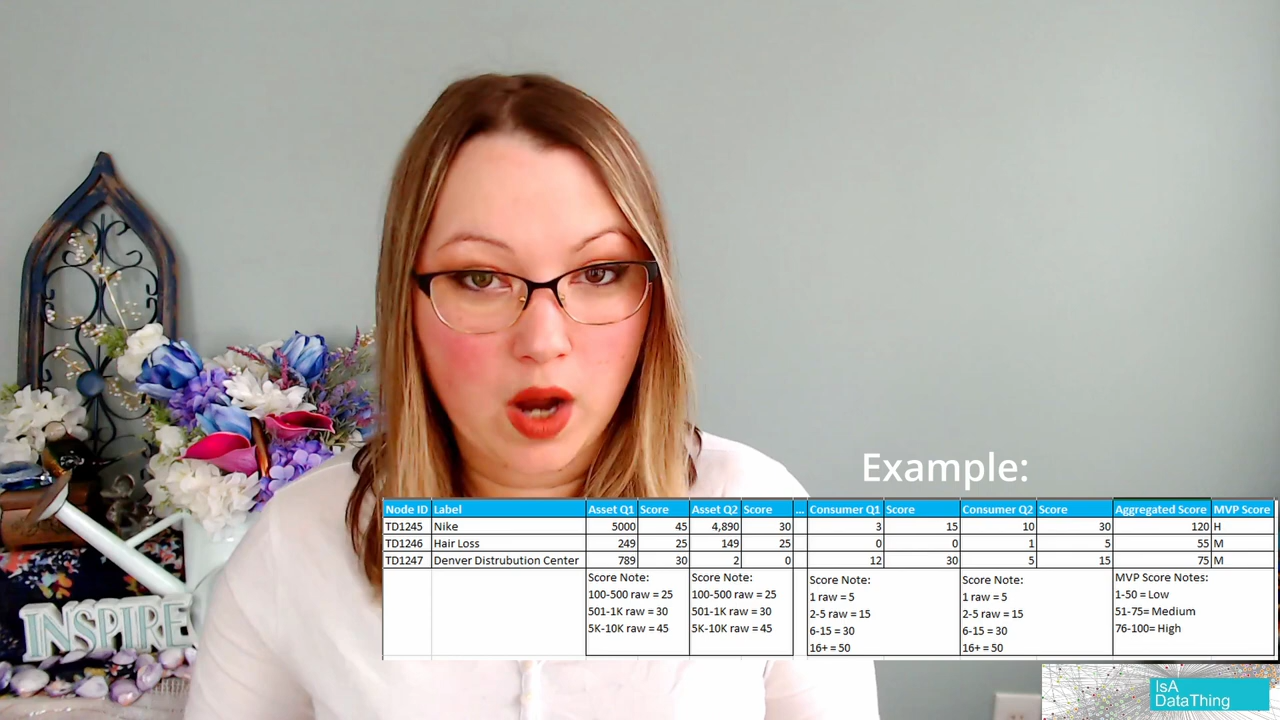 Example:
Node ID Label Asset Q1 Score Asset Q2 Score ... Consumer Q1 Score Consumer Q2 Score Aggregated Score MVP Score
TD1245 Nike 5000 45 4,890 30 3 15 10 30 120 H
TD1246 Hair Loss 249 25 149 25 0 0 1 5 55 M
TD1247 Denver Distrubution Center 789 30 2 0 12 30 5 15 75 M
Score Note: Score Note: Score Note: Score Note: MVP Score Notes:
100-500 raw = 25 100-500 raw = 25 1 raw = 5 1 raw = 5 1-50 = Low
501-1K raw = 30 501-1K raw = 30 2-5 raw = 15 2-5 raw = 15 51-75= Medium
5K-10K raw = 45 5K-10K raw = 45 6-15 = 30 6-15 = 30 76-100= High
16+ = 50 16+ = 50
INSPIRE
IsA
DataThing